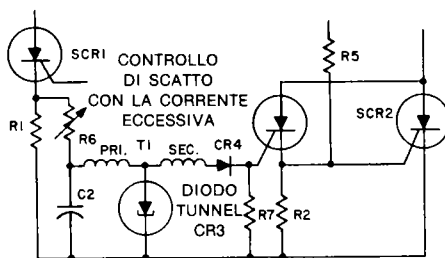 SCR1
CONTROLLO
DI SCATTO
CON LA CORRENTE
ECCESSIVA
R5
SCR2
R1
R6
PRI.
T1
SEC.
CR4
C2
DIODO
TUNNEL
CR3
R7
R2